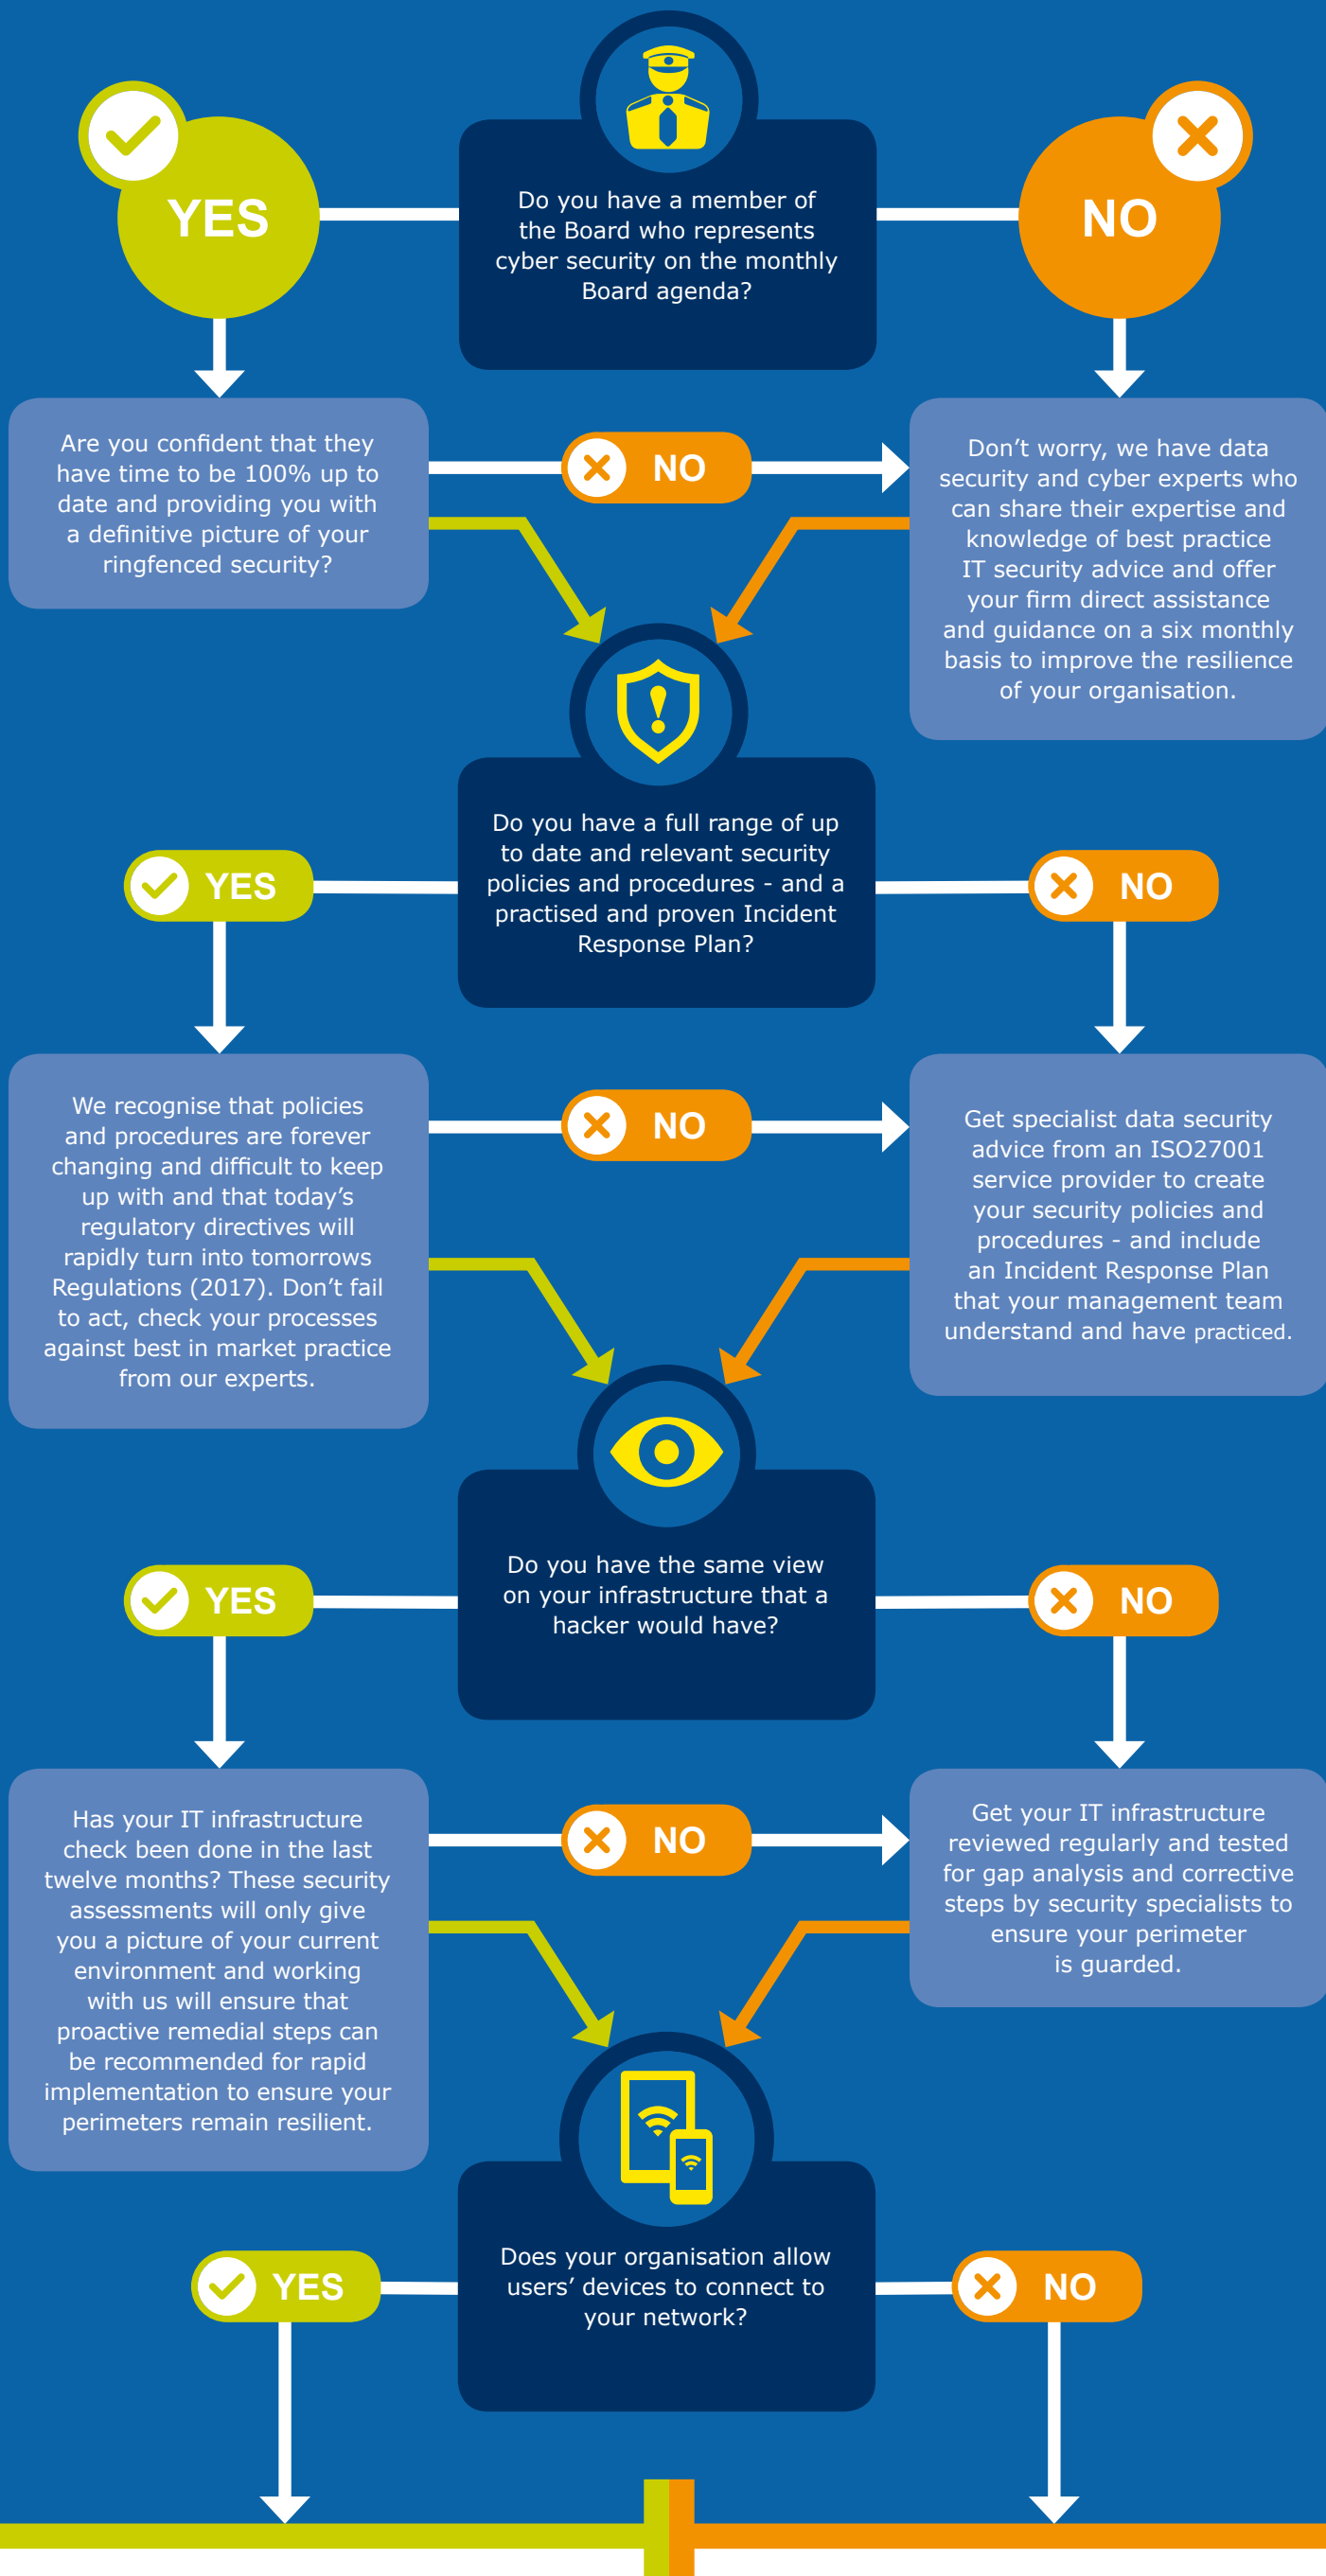 YES
Do you have a member of
the Board who represents
cyber security on the monthly
Board agenda?
NO
Are you confident that they
have time to be 100% up to
date and providing you with
a definitive picture of your
ringfenced security?
NO
Don’t worry, we have data
security and cyber experts who
can share their expertise and
knowledge of best practice
IT security advice and offer
your firm direct assistance
and guidance on a six monthly
basis to improve the resilience
of your organisation.
Do you have a full range of up
to date and relevant security
policies and procedures - and a
practised and proven Incident
Response Plan?
YES
NO
We recognise that policies
and procedures are forever
changing and difficult to keep
up with and that today’s
regulatory directives will
rapidly turn into tomorrows
Regulations (2017). Don’t fail
to act, check your processes
against best in market practice
from our experts.
NO
Get specialist data security
advice from an ISO27001
service provider to create
your security policies and
procedures - and include
an Incident Response Plan
that your management team
understand and have practiced.
Do you have the same view
on your infrastructure that a
hacker would have?
YES
NO
Has your IT infrastructure
check been done in the last
twelve months? These security
assessments will only give
you a picture of your current
environment and working
with us will ensure that
proactive remedial steps can
be recommended for rapid
implementation to ensure your
perimeters remain resilient.
NO
Get your IT infrastructure
reviewed regularly and tested
for gap analysis and corrective
steps by security specialists to
ensure your perimeter
is guarded.
Does your organisation allow
users’ devices to connect to
your network?
YES
NO